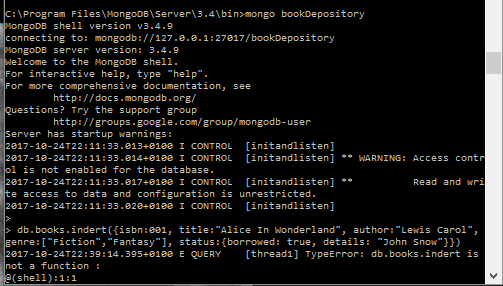 C:\Program Files\MongoDB\Server\3.4\bin>mongo bookDepository
MongoDB shell version v3.4.9
connecting to: mongodb://127.0.0.1:27017/bookDepository
MongoDB server version: 3.4.9
Welcome to the MongoDB shell.
For interactive help, type "help".
For more comprehensive documentation, see
http://docs.mongodb.org/
Questions? Try the support group
http://groups.google.com/group/mongodb-user
Server has startup warnings:
2017-10-24T22:11:33.013+0100 I CONTROL  [initandlisten]
2017-10-24T22:11:33.014+0100 I CONTROL  [initandlisten] ** WARNING: Access contr
ol is not enabled for the database.
2017-10-24T22:11:33.017+0100 I CONTROL  [initandlisten] **          Read and wri
te access to data and configuration is unrestricted.
2017-10-24T22:11:33.020+0100 I CONTROL  [initandlisten]
>
> db.books.indert({isbn:001, title:"Alice In Wonderland", author:"Lewis Carol",
genre:["Fiction","Fantasy"], status:{borrowed: true, details: "John Snow"}})
2017-10-24T22:39:14.395+0100 E QUERY    [thread1] TypeError: db.books.indert is
not a function :
@(shell):1:1